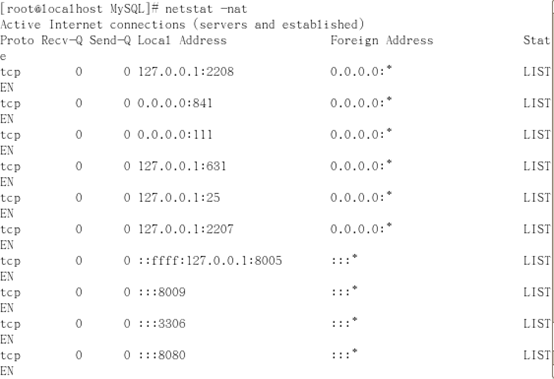 [root@localhost MySQL]# netstat -nat
Active Internet connections (servers and established)
Proto Recv-Q Send-Q Local Address               Foreign Address             Stat
e
tcp        0      0 127.0.0.1:2208              0.0.0.0:*                   LIST
EN
tcp        0      0 0.0.0.0:841                 0.0.0.0:*                   LIST
EN
tcp        0      0 0.0.0.0:111                 0.0.0.0:*                   LIST
EN
tcp        0      0 127.0.0.1:631               0.0.0.0:*                   LIST
EN
tcp        0      0 127.0.0.1:25                0.0.0.0:*                   LIST
EN
tcp        0      0 127.0.0.1:2207              0.0.0.0:*                   LIST
EN
tcp        0      0 ::ffff:127.0.0.1:8005       :::*                        LIST
EN
tcp        0      0 :::8009                     :::*                        LIST
EN
tcp        0      0 :::3306                     :::*                        LIST
EN
tcp        0      0 :::8080                     :::*                        LIST
EN